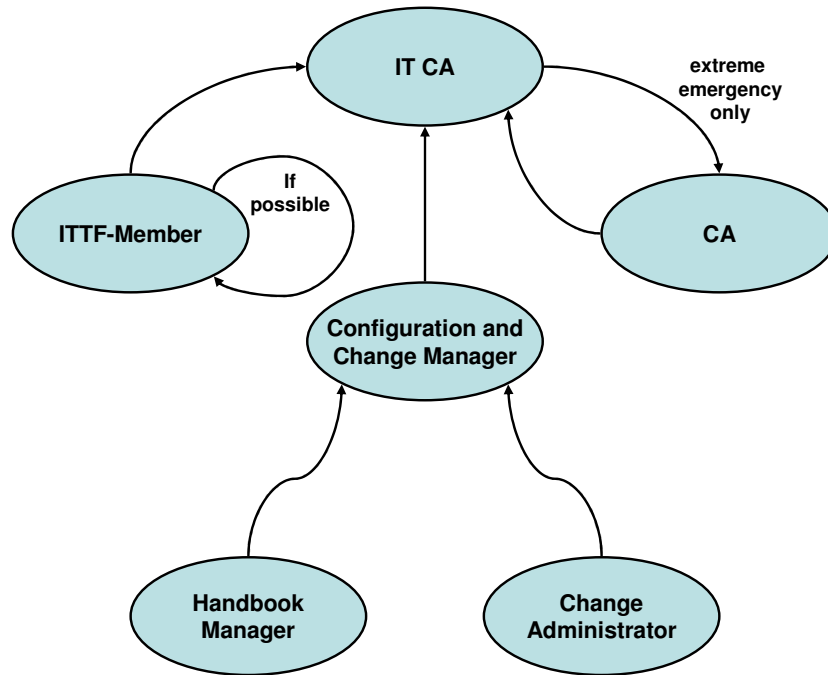 IT CA
extreme
emergency
only
If
possible
ITTF-Member
CA
Configuration and
Change Manager
Handbook
Manager
Change
Administrator